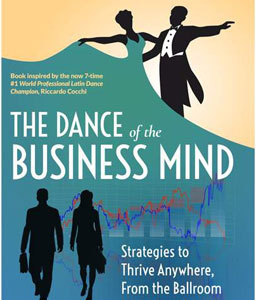 Book inspired by the now 7-time
#1 World Professional Latin Dance
Champion, Riccardo Cocchi
THE DANCE of the
BUSINESS MIND
Strategies to
Thrive Anywhere,
From the Ballroom